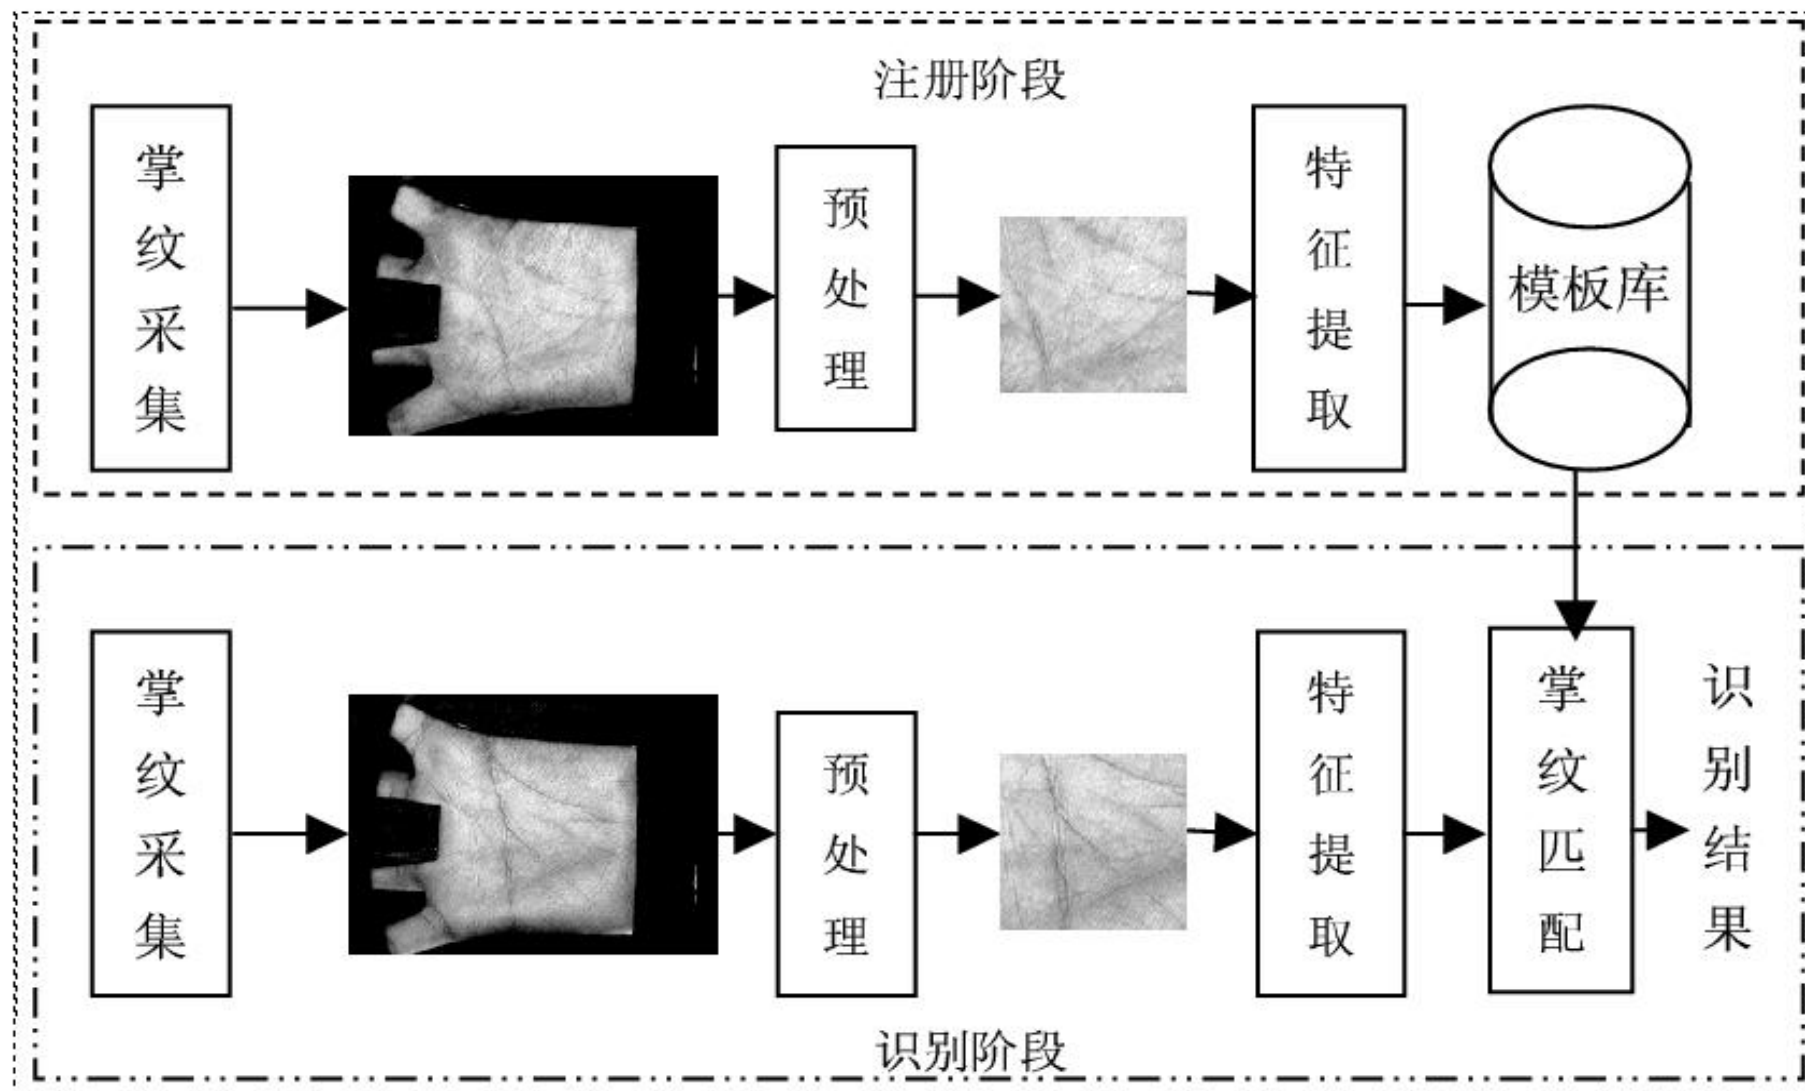 注册阶段
掌纹采集
预处理
特征提取
模板库
掌纹采集
预处理
特征提取
掌纹匹配
识别结果
识别阶段